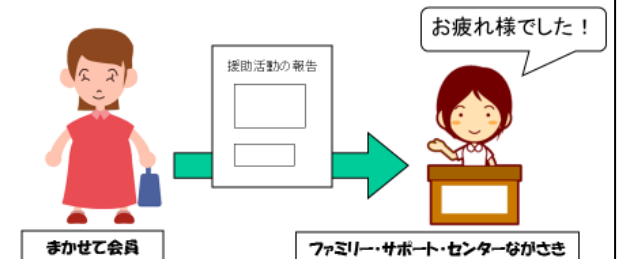 お疲れ様でした！
援助活動の報告
まかせて会員
ファミリー・サポート・センターながさき